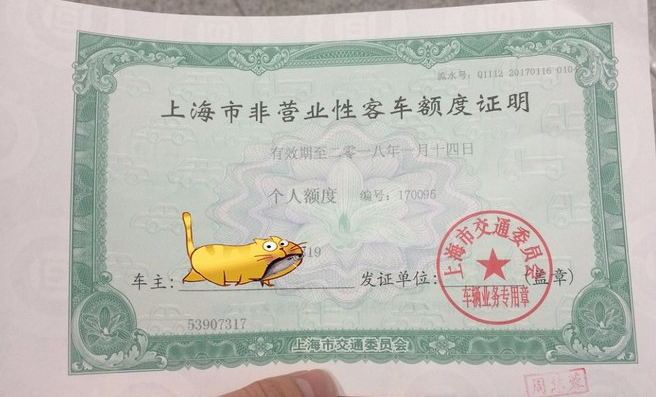 流水号：Q1112 20170116 010
上海市非营业性客车额度证明
有效期至二零一八年一月十四日
个人额度 编号：170095
19
车主： 发证单位： (盖章)
上海市交通委员会
车辆业务专用章
53907317
上海市交通委员会